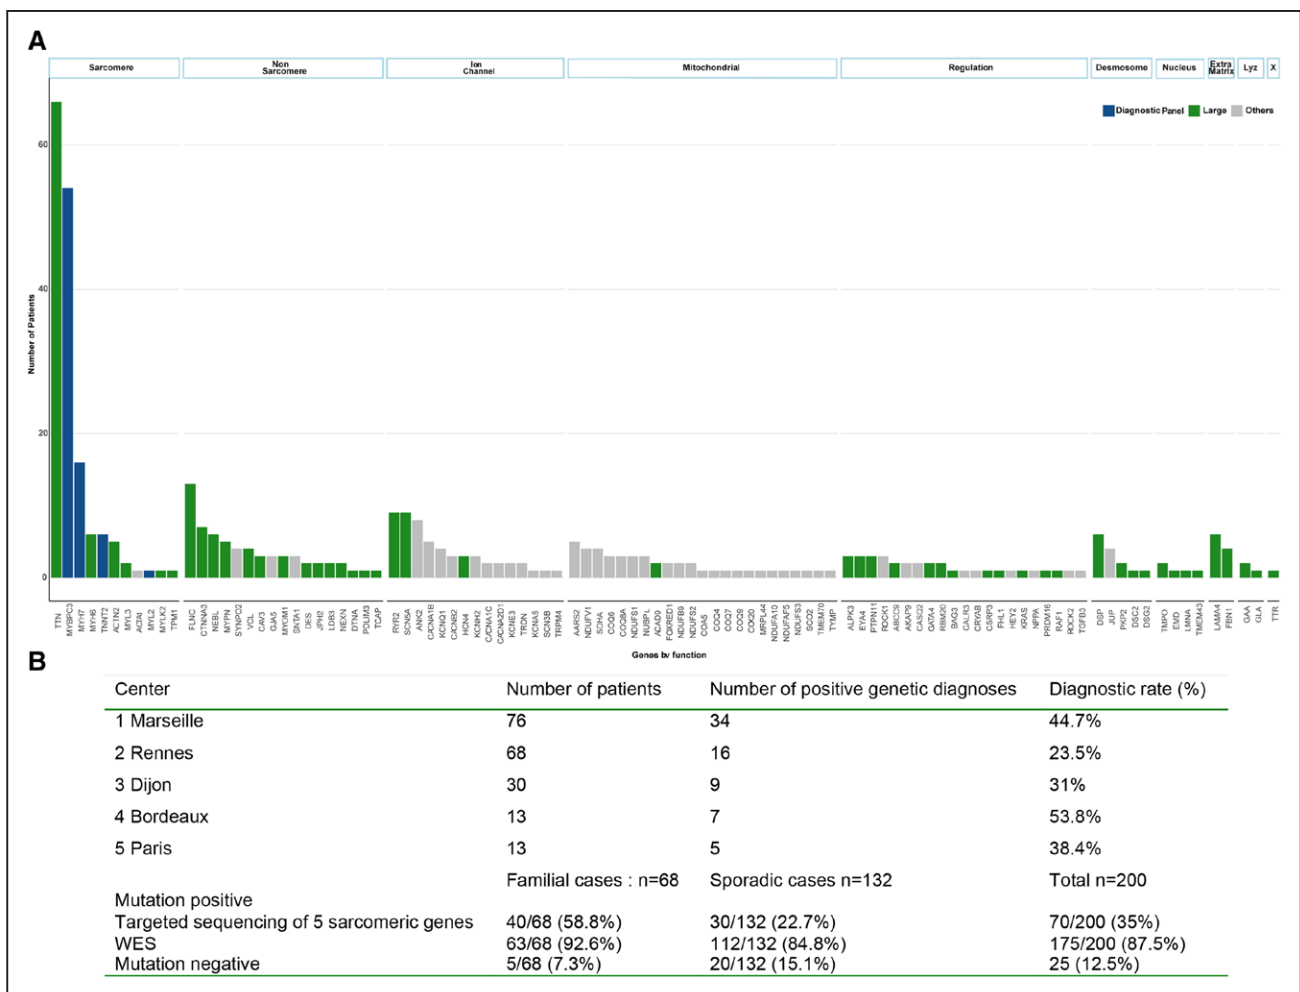 A
Sarcomere
Non
Sarcomere
Ion
Channel
Mitochondrial
Regulation
Desmosome
Nucleus
Extra
Matrix
Lyz
X
Diagnostic Panel
Large
Others
Number of Patients
60
40
20
0
TTN
MYBPC3
MYH7
MYH6
TNNT2
ACTN2
MYL3
MYL2
MYLK2
TPM1
FLNC
CTNNA3
NEBL
MYPN
SYNPO2
VCL
CAV3
GJA5
MYOM1
SNTA1
DES
JPH2
LDB3
NEXN
DTNA
PDLIM3
TCAP
RYR2
SCN5A
ANK2
CACNA1B
KCNQ1
CACNB2
HCN4
KCNH2
CACNA1C
CACNA2D1
KCNE3
TRDN
KCNA5
SCN3B
TRPM4
AARS2
NDUFV1
SDHA
COQ6
COQ8A
NDUFS1
NUBPL
ACAD9
FOXRED1
NDUFB9
NDUFS2
COA5
COQ4
COQ7
COQ9
COX20
MRPL44
NDUFA10
NDUFAF5
NDUFS3
SCO2
TMEM70
TYMP
ALPK3
EYA4
PTPN11
ROCK1
ABCC9
AKAP9
CASQ2
GATA4
RBM20
BAG3
CALR3
CRYAB
CSRP3
FHL1
HEY2
KRAS
NPPA
PRDM16
RAF1
ROCK2
TGFB3
DSP
JUP
PKP2
DSC2
DSG2
TMPO
EMD
LMNA
TMEM43
LAMA4
FBN1
GAA
GLA
TTR
Genes by function
B
Center Number of patients Number of positive genetic diagnoses Diagnostic rate (%)
1 Marseille 76 34 44.7%
2 Rennes 68 16 23.5%
3 Dijon 30 9 31%
4 Bordeaux 13 7 53.8%
5 Paris 13 5 38.4%
Familial cases : n=68 Sporadic cases n=132 Total n=200
Mutation positive
Targeted sequencing of 5 sarcomeric genes 40/68 (58.8%) 30/132 (22.7%) 70/200 (35%)
WES 63/68 (92.6%) 112/132 (84.8%) 175/200 (87.5%)
Mutation negative 5/68 (7.3%) 20/132 (15.1%) 25 (12.5%)